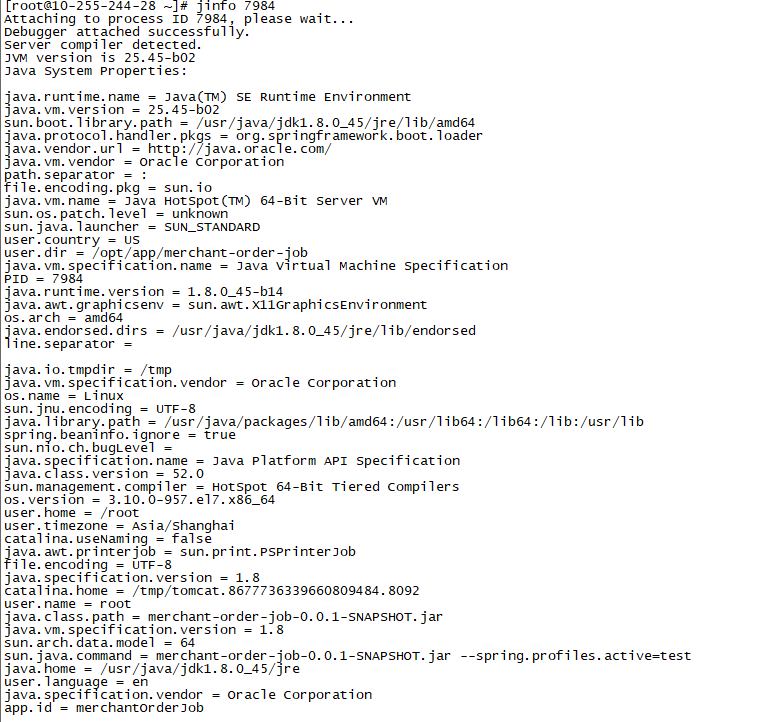 [root@10-255-244-28 ~]# jinfo 7984
Attaching to process ID 7984, please wait...
Debugger attached successfully.
Server compiler detected.
JVM version is 25.45-b02
Java System Properties:

java.runtime.name = Java(TM) SE Runtime Environment
java.vm.version = 25.45-b02
sun.boot.library.path = /usr/java/jdk1.8.0_45/jre/lib/amd64
java.protocol.handler.pkgs = org.springframework.boot.loader
java.vendor.url = http://java.oracle.com/
java.vm.vendor = Oracle Corporation
path.separator = :
file.encoding.pkg = sun.io
java.vm.name = Java HotSpot(TM) 64-Bit Server VM
sun.os.patch.level = unknown
sun.java.launcher = SUN_STANDARD
user.country = US
user.dir = /opt/app/merchant-order-job
java.vm.specification.name = Java Virtual Machine Specification
PID = 7984
java.runtime.version = 1.8.0_45-b14
java.awt.graphicsenv = sun.awt.X11GraphicsEnvironment
os.arch = amd64
java.endorsed.dirs = /usr/java/jdk1.8.0_45/jre/lib/endorsed
line.separator =

java.io.tmpdir = /tmp
java.vm.specification.vendor = Oracle Corporation
os.name = Linux
sun.jnu.encoding = UTF-8
java.library.path = /usr/java/packages/lib/amd64:/usr/lib64:/lib64:/lib:/usr/lib
spring.beaninfo.ignore = true
sun.nio.ch.bugLevel =
java.specification.name = Java Platform API Specification
java.class.version = 52.0
sun.management.compiler = HotSpot 64-Bit Tiered Compilers
os.version = 3.10.0-957.el7.x86_64
user.home = /root
user.timezone = Asia/Shanghai
catalina.useNaming = false
java.awt.printerjob = sun.print.PSPrinterJob
file.encoding = UTF-8
java.specification.version = 1.8
catalina.home = /tmp/tomcat.8677736339660809484.8092
user.name = root
java.class.path = merchant-order-job-0.0.1-SNAPSHOT.jar
java.vm.specification.version = 1.8
sun.arch.data.model = 64
sun.java.command = merchant-order-job-0.0.1-SNAPSHOT.jar --spring.profiles.active=test
java.home = /usr/java/jdk1.8.0_45/jre
user.language = en
java.specification.vendor = Oracle Corporation
app.id = merchantOrderJob